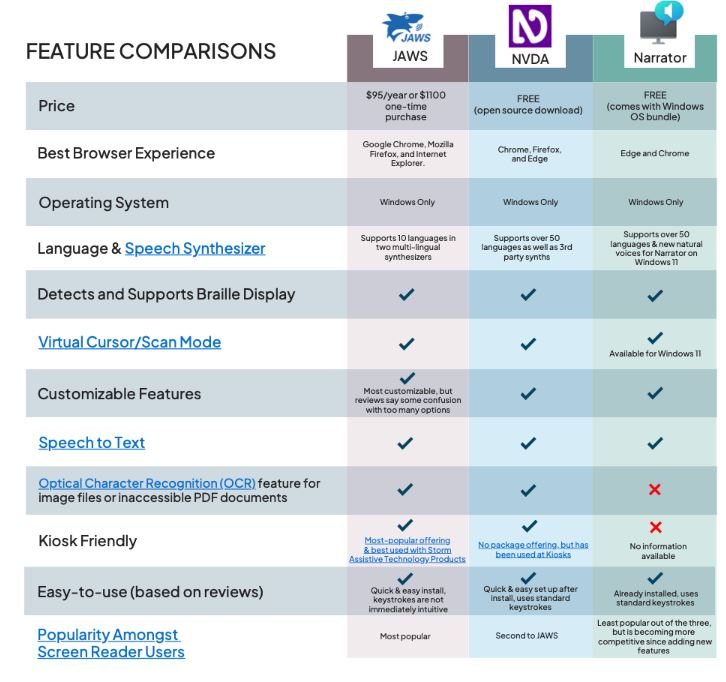 JAWS
FEATURE COMPARISONS
JAWS
NVDA
Narrator
Price
$95/year or $1100
one-time
purchase
FREE
(open source download)
FREE
(comes with Windows
OS bundle)
Best Browser Experience
Google Chrome, Mozilla
Firefox, and Internet
Explorer.
Chrome, Firefox,
and Edge
Edge and Chrome
Operating System
Windows Only
Windows Only
Windows Only
Language & Speech Synthesizer
Supports 10 languages in
two multi-lingual
synthesizers
Supports over 50
languages as well as 3rd
party synths
Supports over 50
languages & new natural
voices for Narrator on
Windows 11
Detects and Supports Braille Display
Virtual Cursor/Scan Mode
Available for Windows 11
Customizable Features
Most customizable, but
reviews say some confusion
with too many options
Speech to Text
Optical Character Recognition (OCR) feature for
image files or inaccessible PDF documents
Kiosk Friendly
Most-popular offering
& best used with Storm
Assistive Technology Products
No package offering, but has
been used at Kiosks
No information
available
Easy-to-use (based on reviews)
Quick & easy install,
keystrokes are not
immediately intuitive
Quick & easy set up after
install, uses standard
keystrokes
Already installed, uses
standard keystrokes
Popularity Amongst
Screen Reader Users
Most popular
Second to JAWS
Least popular out of the three,
but is becoming more
competitive since adding new
features